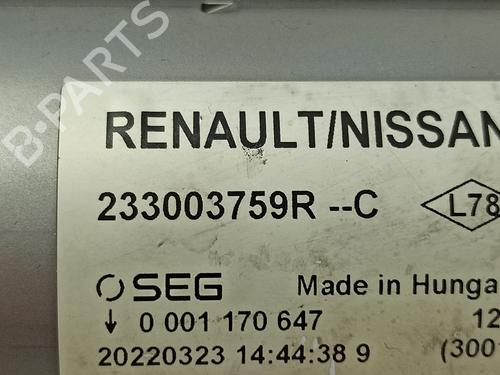 B-PARTS
RENAULT/NISSAN
233003759R --C L78
SEG Made in Hunga
↓ 0 001 170 647 12
20220323 14:44:38 9 (3001